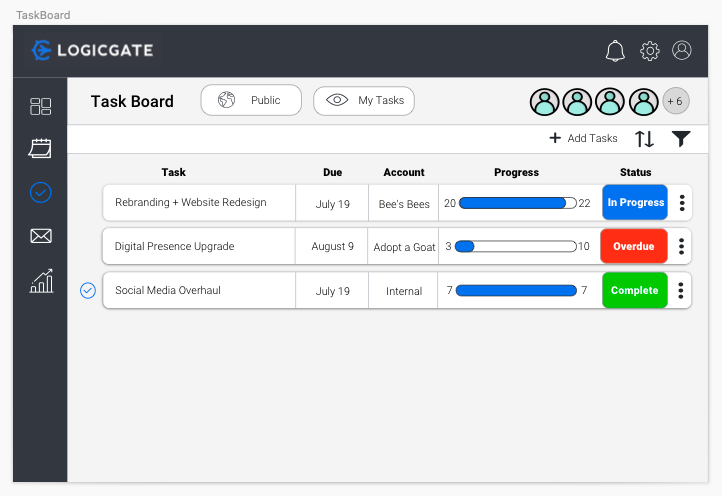 TaskBoard
LOGICGATE
Task Board
Public
My Tasks
+ 6
Add Tasks
Task Due Account Progress Status
Rebranding + Website Redesign July 19 Bee's Bees 20 22 In Progress
Digital Presence Upgrade August 9 Adopt a Goat 3 10 Overdue
Social Media Overhaul July 19 Internal 7 7 Complete